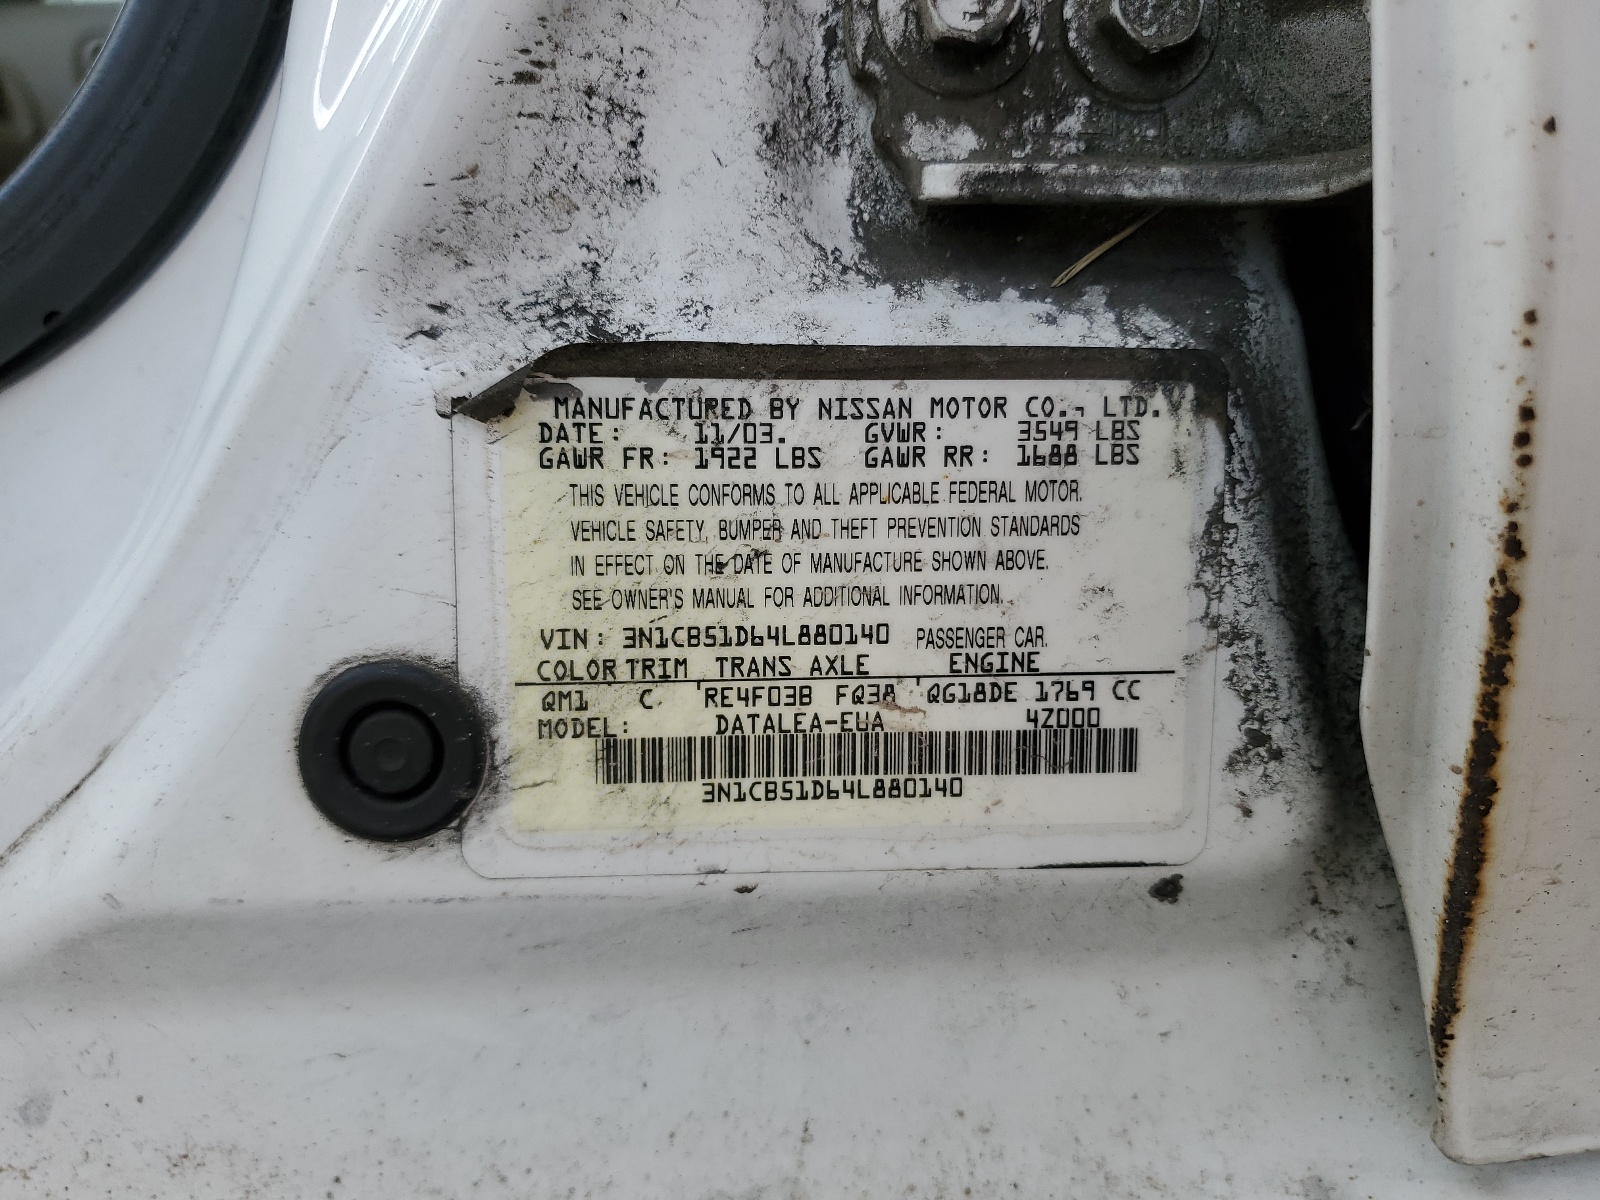 MANUFACTURED BY NISSAN MOTOR CO., LTD.
DATE: 11/03. GVWR: 3549 LBS
GAWR FR: 1922 LBS GAWR RR: 1688 LBS
THIS VEHICLE CONFORMS TO ALL APPLICABLE FEDERAL MOTOR
VEHICLE SAFETY, BUMPER AND THEFT PREVENTION STANDARDS
IN EFFECT ON THE DATE OF MANUFACTURE SHOWN ABOVE.
SEE OWNER'S MANUAL FOR ADDITIONAL INFORMATION.
VIN: 3N1CB51D64L880140 PASSENGER CAR.
COLOR TRIM TRANS AXLE ENGINE
QM1 C RE4F03B FQ38 QG18DE 1769 CC
MODEL: DATALEA-EUA 4Z000
3N1CB51D64L880140